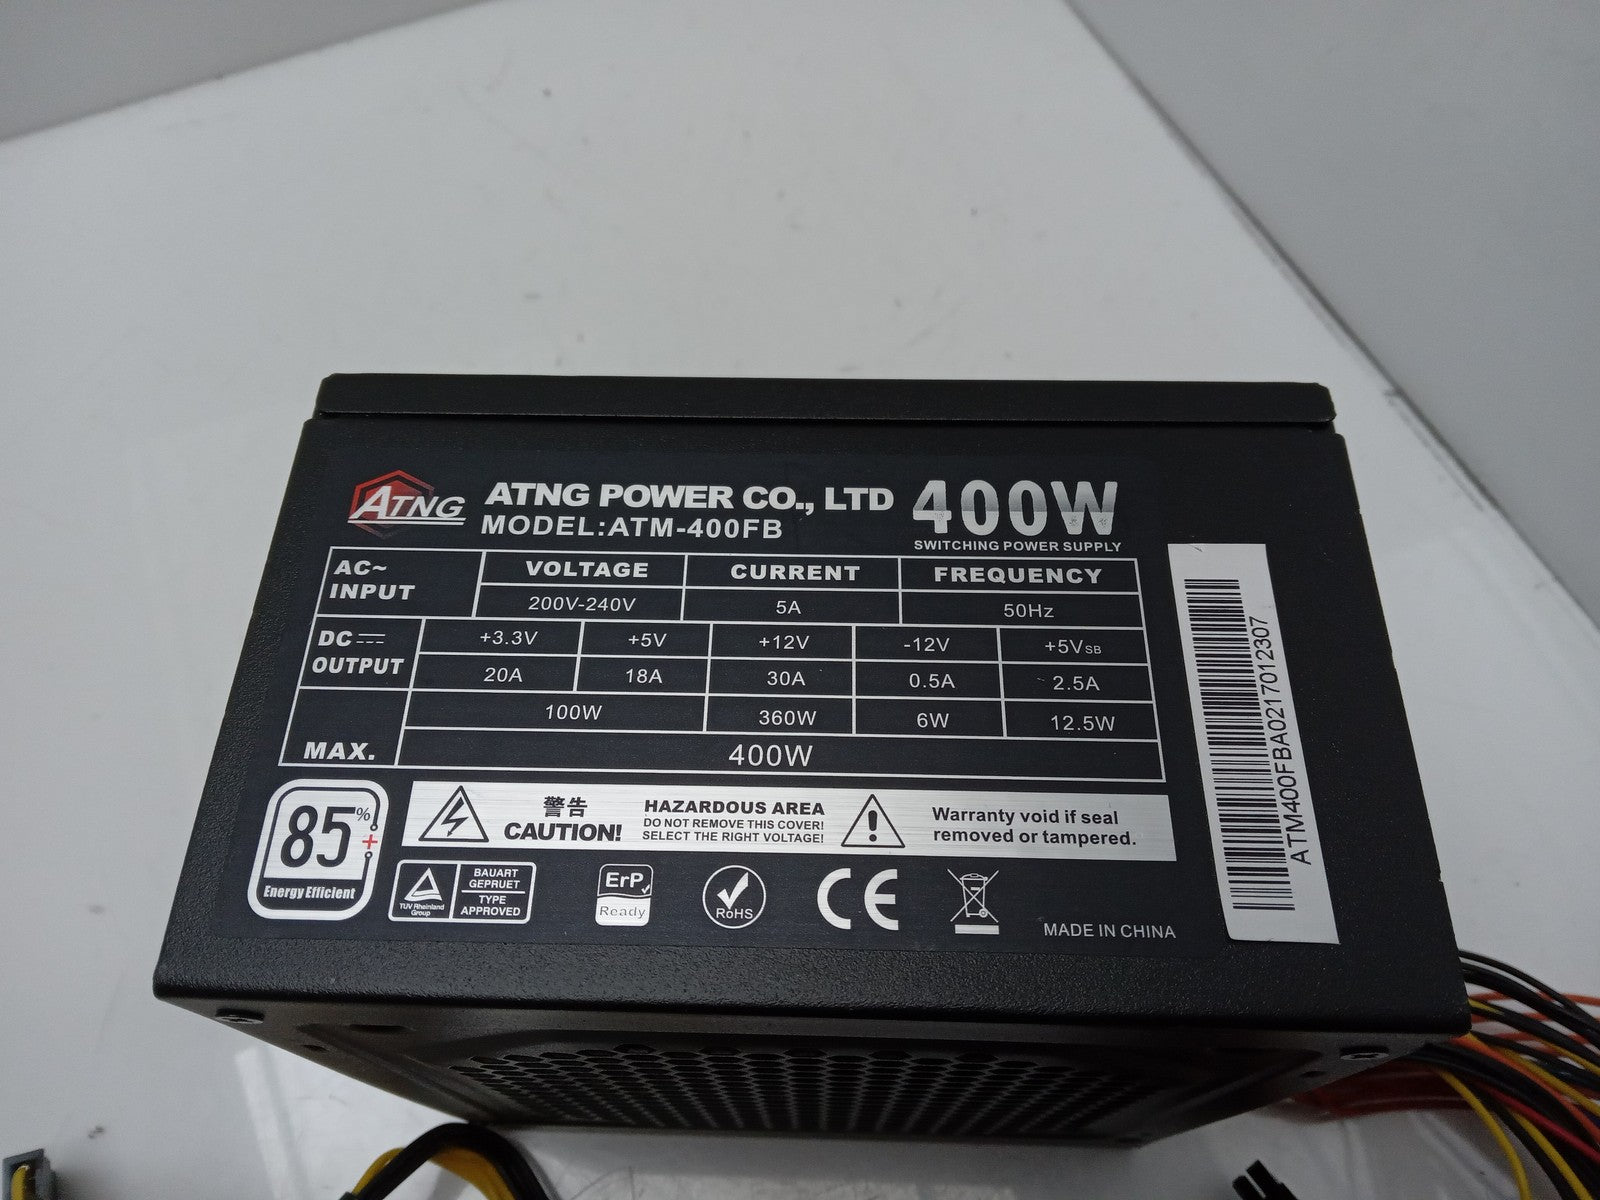 ATNG
ATNG POWER CO., LTD
MODEL:ATM-400FB
400W
SWITCHING POWER SUPPLY
AC~ INPUT
VOLTAGE CURRENT FREQUENCY
200V-240V 5A 50Hz
DC OUTPUT
+3.3V +5V +12V -12V +5VSB
20A 18A 30A 0.5A 2.5A
100W 360W 6W 12.5W
MAX. 400W
85%+
Energy Efficient
警告
CAUTION!
HAZARDOUS AREA
DO NOT REMOVE THIS COVER!
SELECT THE RIGHT VOLTAGE!
Warranty void if seal
removed or tampered.
TUV Rheinland
Group
BAUART
GEPRUET
TYPE
APPROVED
ErP
Ready
RoHS
CE
MADE IN CHINA
ATM400FBA0217012307